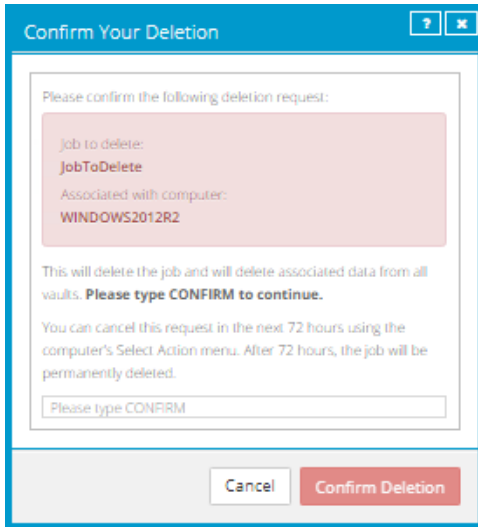 Confirm Your Deletion
?
Please confirm the following deletion request:
Job to delete:
JobToDelete
Associated with computer:
WINDOWS2012R2
This will delete the job and will delete associated data from all
vaults. Please type CONFIRM to continue.
You can cancel this request in the next 72 hours using the
computer's Select Action menu. After 72 hours, the job will be
permanently deleted.
Please type CONFIRM
Cancel
Confirm Deletion